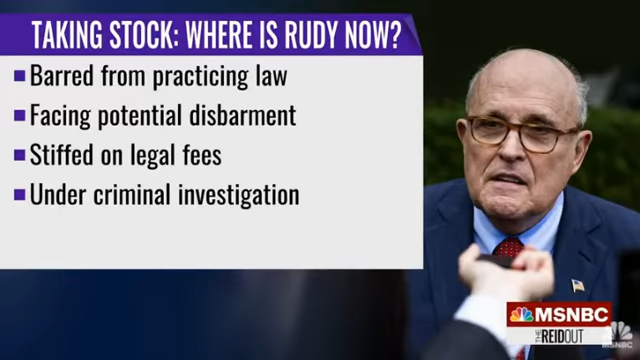 TAKING STOCK: WHERE IS RUDY NOW?
Barred from practicing law
Facing potential disbarment
Stiffed on legal fees
Under criminal investigation
MSNBC
THE REIDOUT
MSNBC